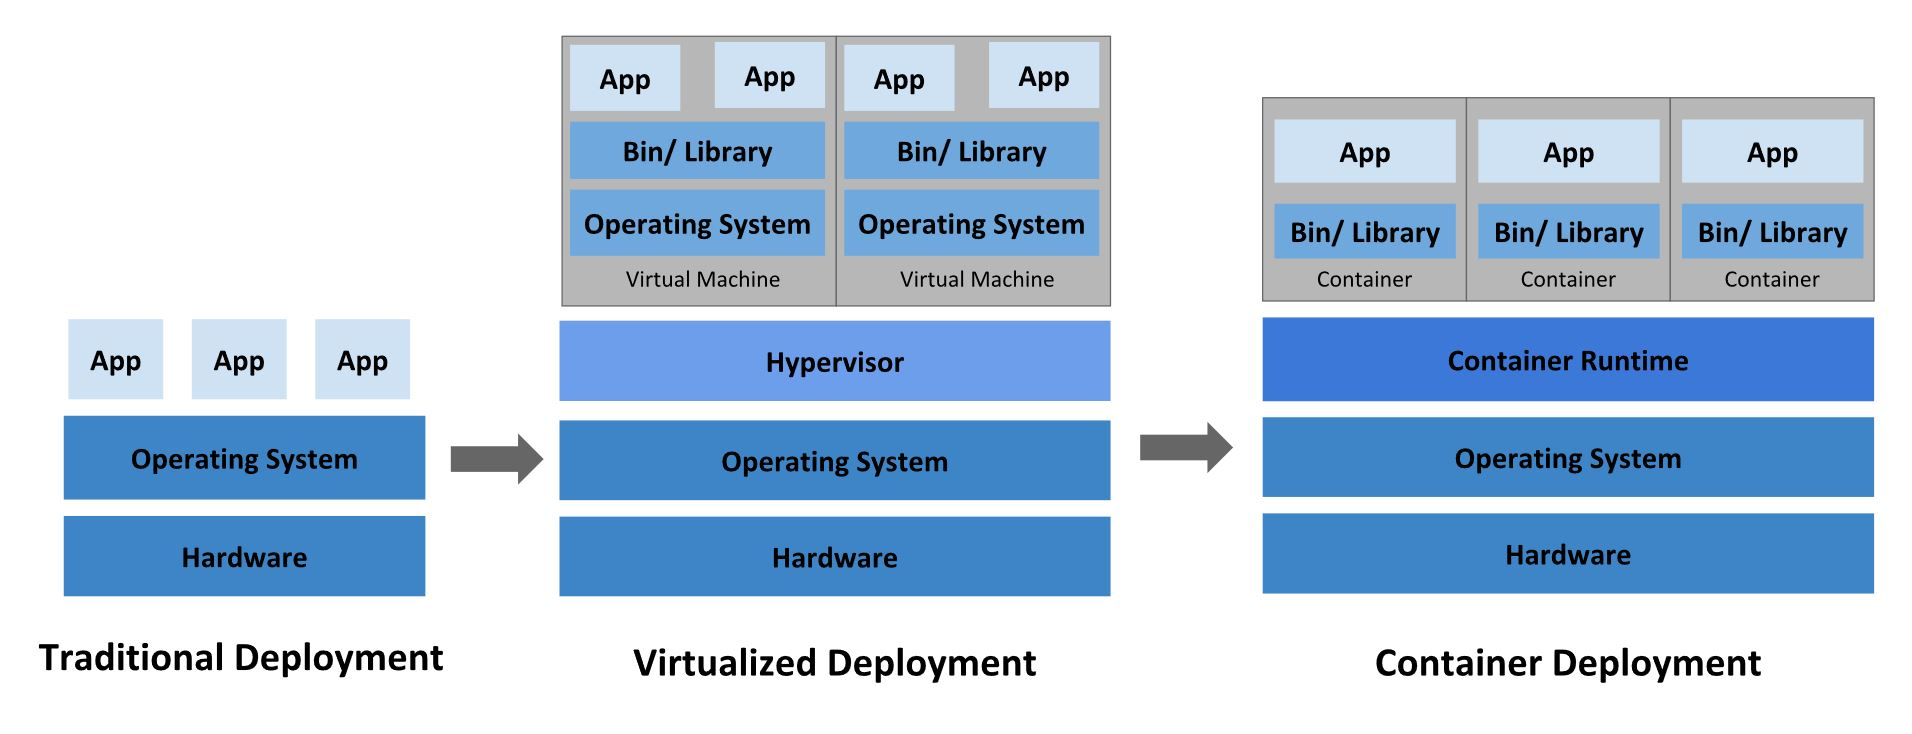 App
App
App
Operating System
Hardware
Traditional Deployment
App
App
Bin/ Library
Operating System
Virtual Machine
App
App
Bin/ Library
Operating System
Virtual Machine
Hypervisor
Operating System
Hardware
Virtualized Deployment
App
Bin/ Library
Container
App
Bin/ Library
Container
App
Bin/ Library
Container
Container Runtime
Operating System
Hardware
Container Deployment